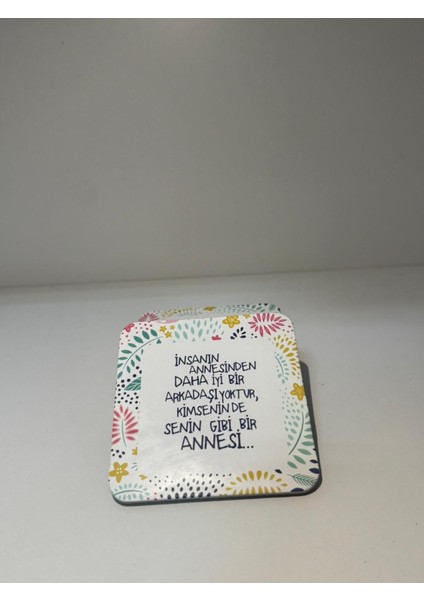 İNSANIN
ANNESİNDEN
DAHA İYİ BİR
ARKADAŞI YOKTUR,
KİMSENİN DE
SENİN GİBİ BİR
ANNESİ...